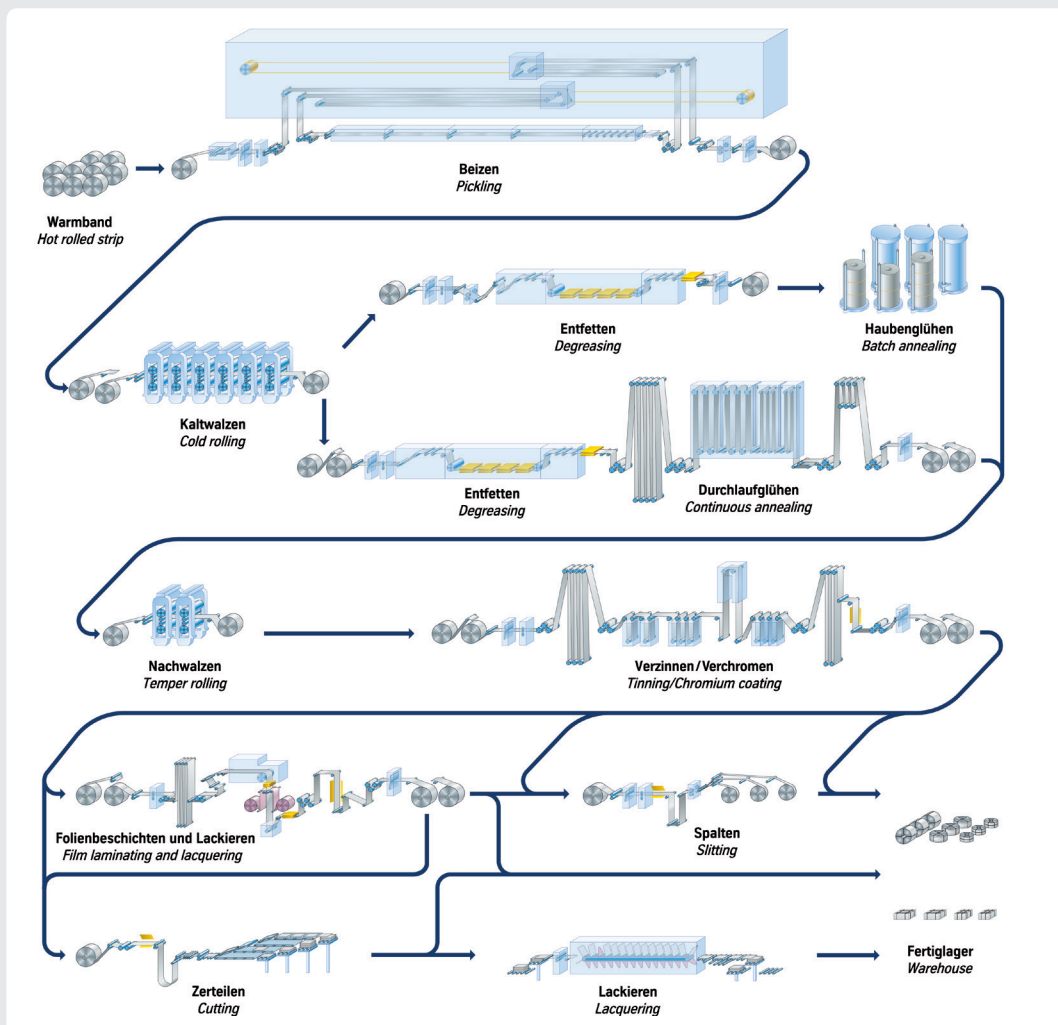 Beizen
Pickling
Warmband
Hot rolled strip
Entfetten
Degreasing
Haubenglühen
Batch annealing
Kaltwalzen
Cold rolling
Entfetten
Degreasing
Durchlaufglühen
Continuous annealing
Nachwalzen
Temper rolling
Verzinnen/Verchromen
Tinning/Chromium coating
Folienbeschichten und Lackieren
Film laminating and lacquering
Spalten
Slitting
Zerteilen
Cutting
Lackieren
Lacquering
Fertiglager
Warehouse